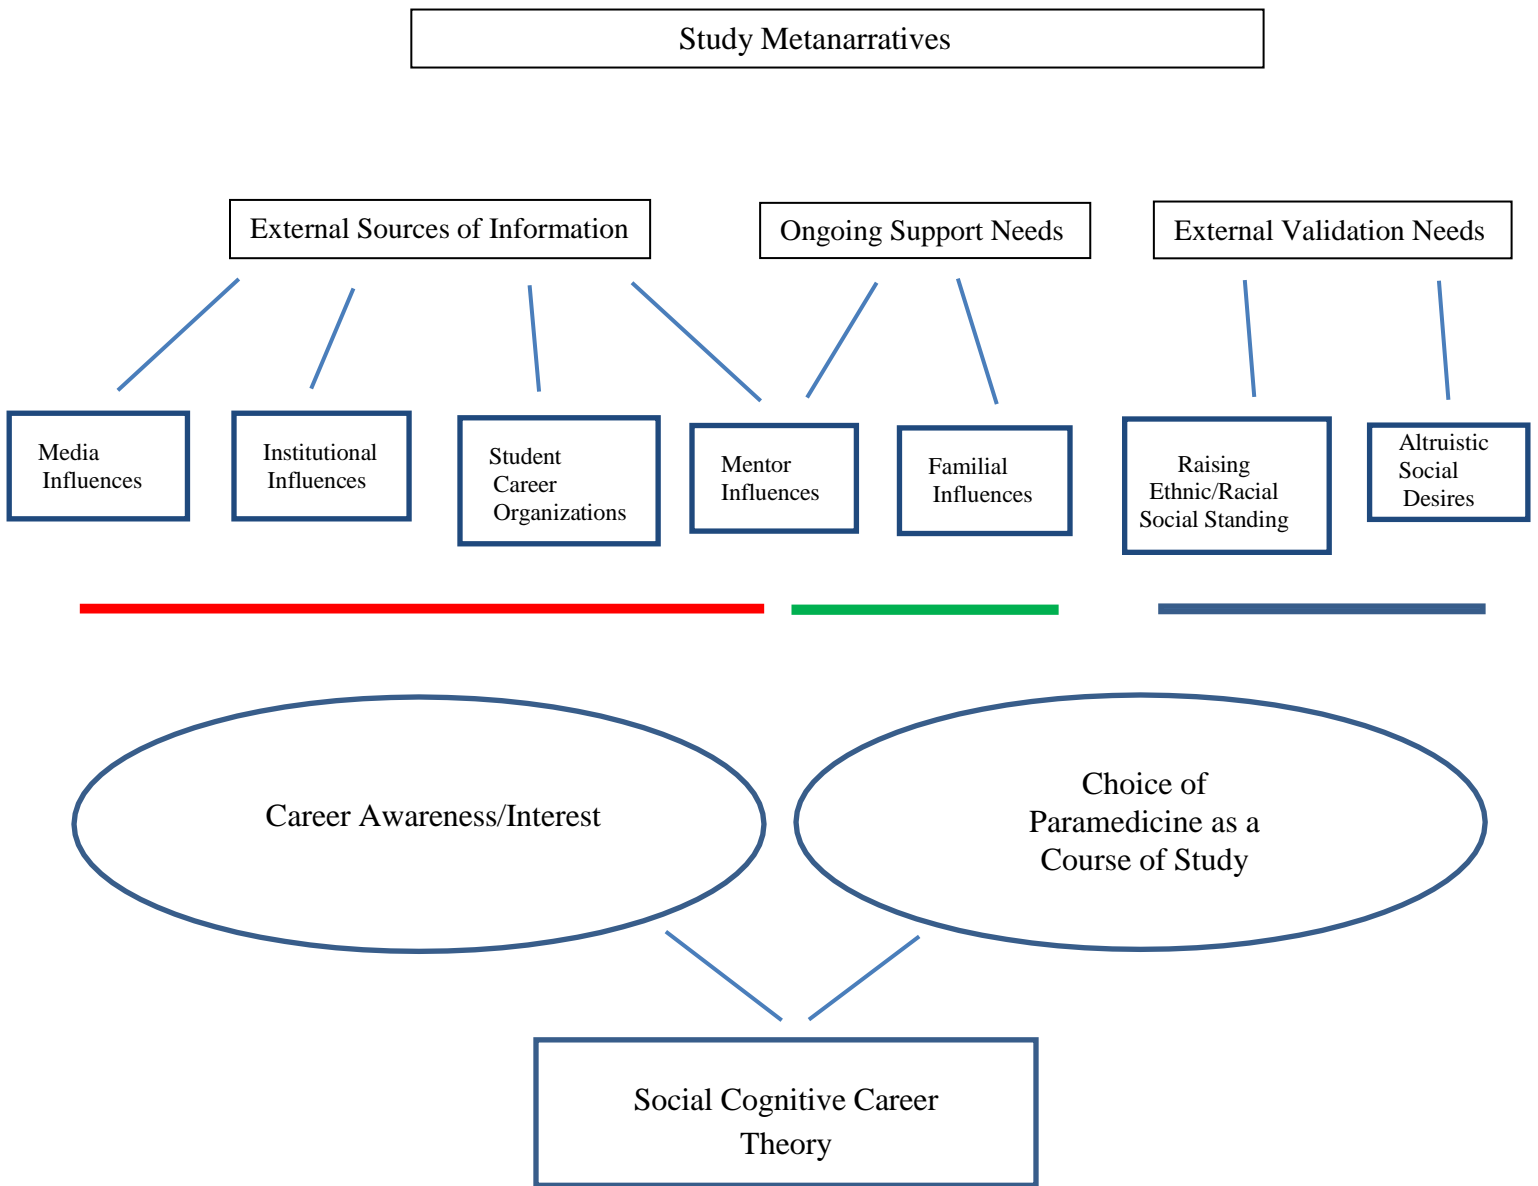 Study Metanarratives
External Sources of Information
Ongoing Support Needs
External Validation Needs
Media
Influences
Institutional
Influences
Student
Career
Organizations
Mentor
Influences
Familial
Influences
Raising
Ethnic/Racial
Social Standing
Altruistic
Social
Desires
Career Awareness/Interest
Choice of
Paramedicine as a
Course of Study
Social Cognitive Career
Theory